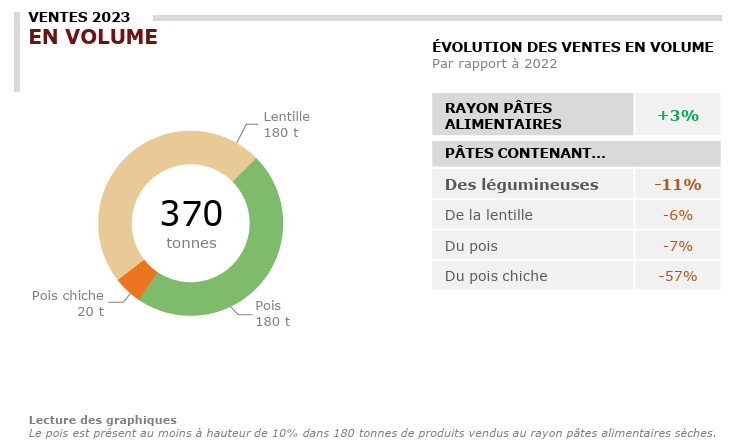 VENTES 2023
EN VOLUME
ÉVOLUTION DES VENTES EN VOLUME
Par rapport à 2022
RAYON PÂTES
ALIMENTAIRES
+3%
PÂTES CONTENANT...
Des légumineuses -11%
De la lentille -6%
Du pois -7%
Du pois chiche -57%
Lentille
180 t
370
tonnes
Pois chiche
20 t
Pois
180 t
Lecture des graphiques
Le pois est présent au moins à hauteur de 10% dans 180 tonnes de produits vendus au rayon pâtes alimentaires sèches.